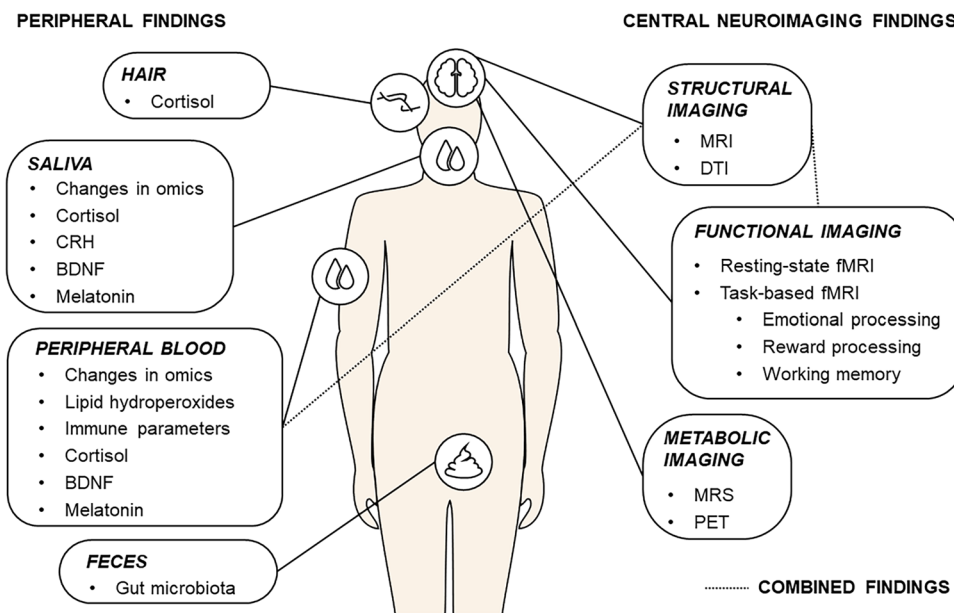 PERIPHERAL FINDINGS
HAIR
• Cortisol
SALIVA
• Changes in omics
• Cortisol
• CRH
• BDNF
• Melatonin
PERIPHERAL BLOOD
• Changes in omics
• Lipid hydroperoxides
• Immune parameters
• Cortisol
• BDNF
• Melatonin
FECES
• Gut microbiota
CENTRAL NEUROIMAGING FINDINGS
STRUCTURAL
IMAGING
• MRI
• DTI
FUNCTIONAL IMAGING
• Resting-state fMRI
• Task-based fMRI
• Emotional processing
• Reward processing
• Working memory
METABOLIC
IMAGING
• MRS
• PET
COMBINED FINDINGS